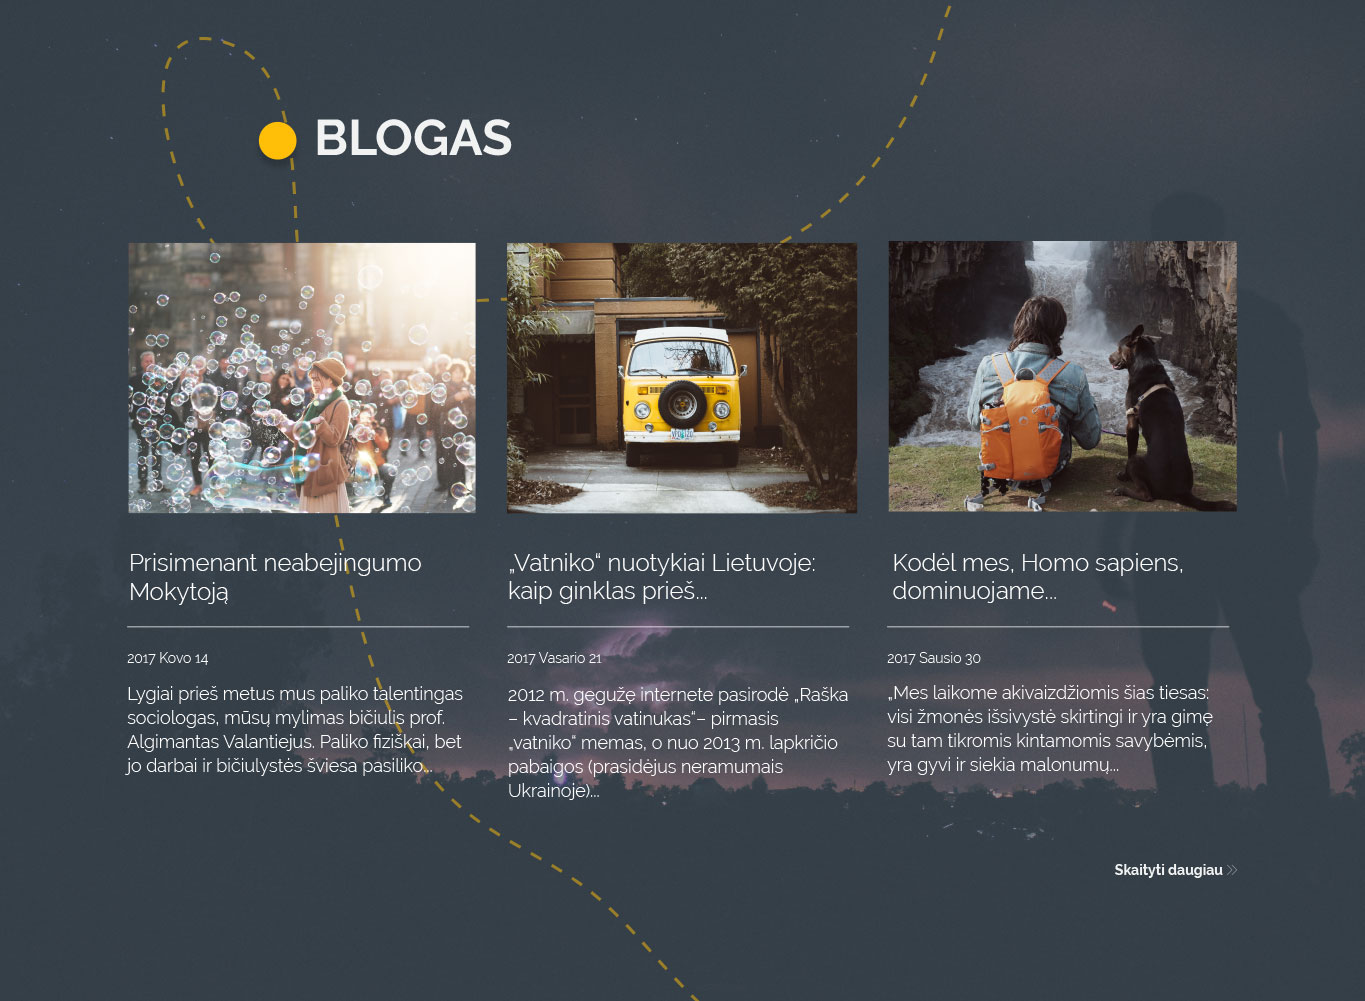 BLOGAS
Prisimenant neabejingumo
Mokytoją
2017 Kovo 14
Lygiai prieš metus mus paliko talentingas
sociologas, mūsų mylimas bičiulis prof.
Algimantas Valantiejus. Paliko fiziškai, bet
jo darbai ir bičiulystės šviesa pasiliko...
„Vatniko“ nuotykiai Lietuvoje:
kaip ginklas prieš...
2017 Vasario 21
2012 m. gegužę internete pasirodė „Raška
– kvadratinis vatinukas“– pirmasis
„vatniko“ memas, o nuo 2013 m. lapkričio
pabaigos (prasidėjus neramumais
Ukrainoje)...
Kodėl mes, Homo sapiens,
dominuojame...
2017 Sausio 30
„Mes laikome akivaizdžiomis šias tiesas:
visi žmonės išsivystė skirtingi ir yra gimę
su tam tikromis kintamomis savybėmis,
yra gyvi ir siekia malonumų...
Skaityti daugiau